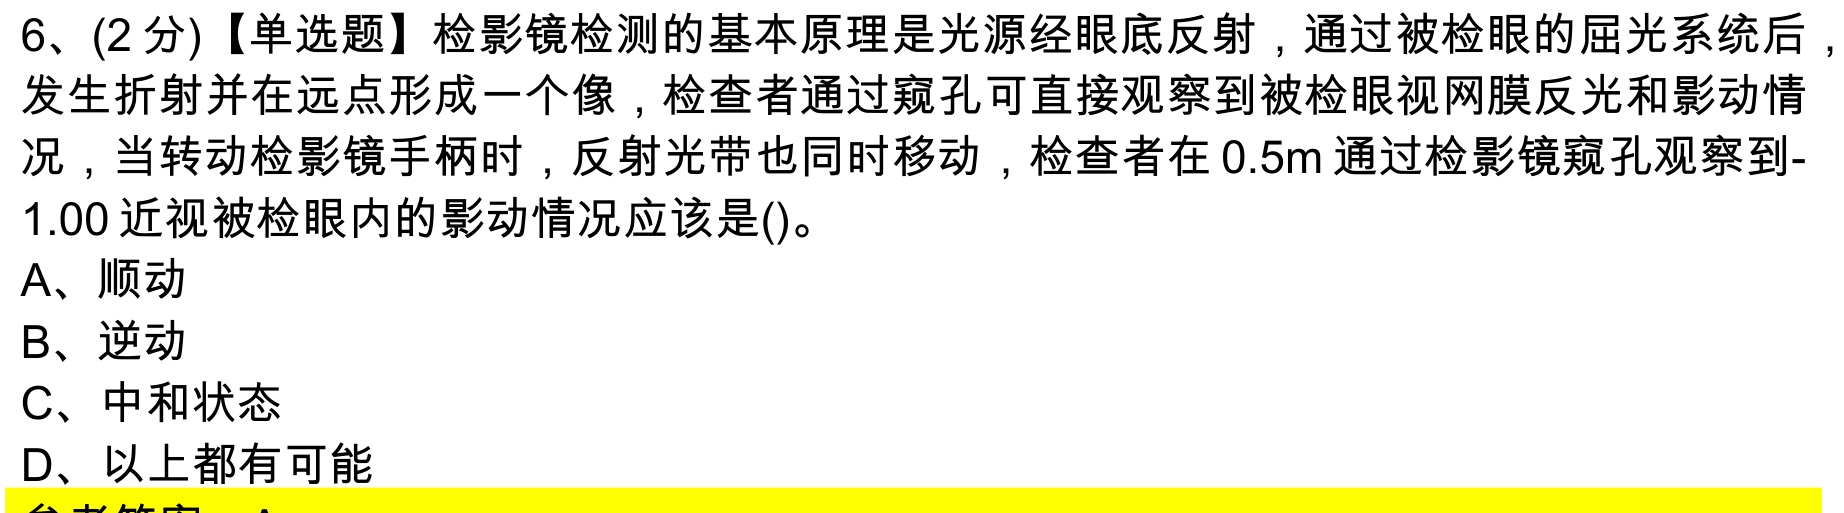 6、(2 分)【单选题】检影镜检测的基本原理是光源经眼底反射，通过被检眼的屈光系统后，
发生折射并在远点形成一个像，检查者通过窥孔可直接观察到被检眼视网膜反光和影动情
况，当转动检影镜手柄时，反射光带也同时移动，检查者在 0.5m 通过检影镜窥孔观察到-
1.00 近视被检眼内的影动情况应该是()。
A、顺动
B、逆动
C、中和状态
D、以上都有可能